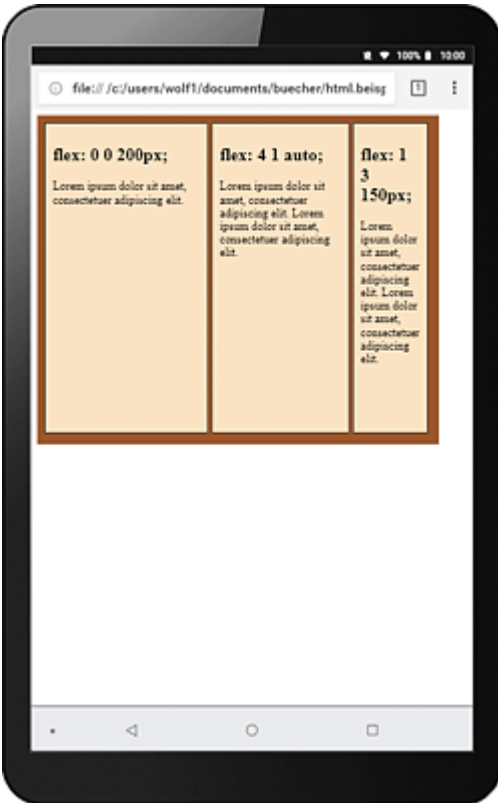 100% 10:00
file:// /c:/users/wolf1/documents/buecher/html.beisp
1
flex: 0 0 200px;
Lorem ipsum dolor sit amet,
consectetuer adipiscing elit.
flex: 4 1 auto;
Lorem ipsum dolor sit
amet, consectetuer
adipiscing elit. Lorem
ipsum dolor sit amet,
consectetuer adipiscing
elit.
flex: 1
3
150px;
Lorem
ipsum dolor
sit amet,
consectetuer
adipiscing
elit. Lorem
ipsum dolor
sit amet,
consectetuer
adipiscing
elit.